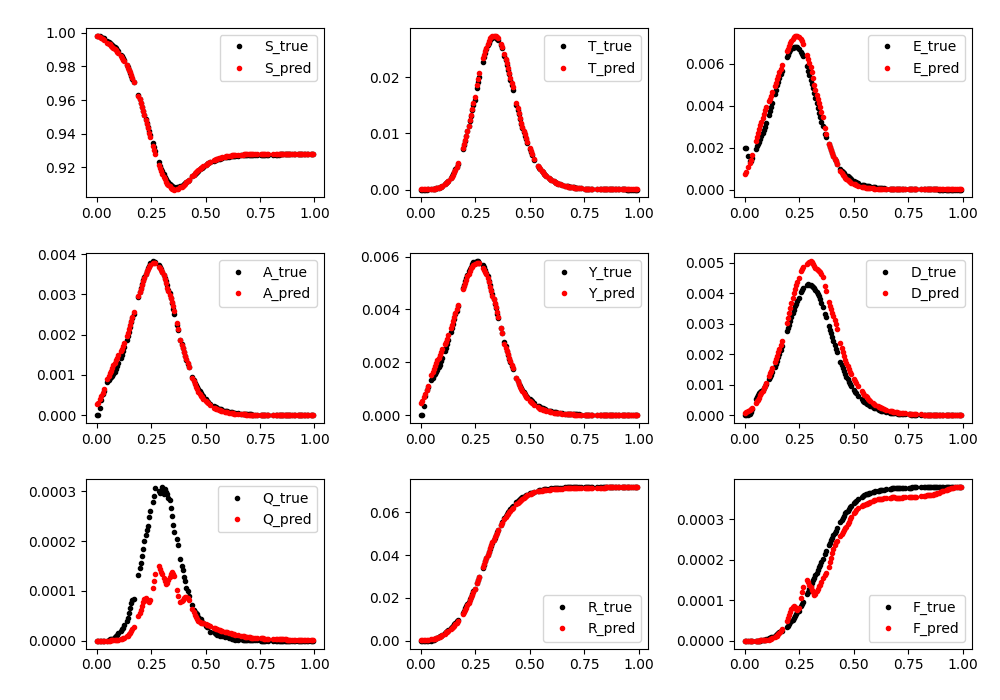 1.00
0.98
0.96
0.94
0.92
S_true
S_pred
0.00 0.25 0.50 0.75 1.00
0.02
0.01
0.00
T_true
T_pred
0.00 0.25 0.50 0.75 1.00
0.006
0.004
0.002
0.000
E_true
E_pred
0.00 0.25 0.50 0.75 1.00
0.004
0.003
0.002
0.001
0.000
A_true
A_pred
0.00 0.25 0.50 0.75 1.00
0.006
0.004
0.002
0.000
Y_true
Y_pred
0.00 0.25 0.50 0.75 1.00
0.005
0.004
0.003
0.002
0.001
0.000
D_true
D_pred
0.00 0.25 0.50 0.75 1.00
0.0003
0.0002
0.0001
0.0000
Q_true
Q_pred
0.00 0.25 0.50 0.75 1.00
0.06
0.04
0.02
0.00
R_true
R_pred
0.00 0.25 0.50 0.75 1.00
0.0003
0.0002
0.0001
0.0000
F_true
F_pred
0.00 0.25 0.50 0.75 1.00